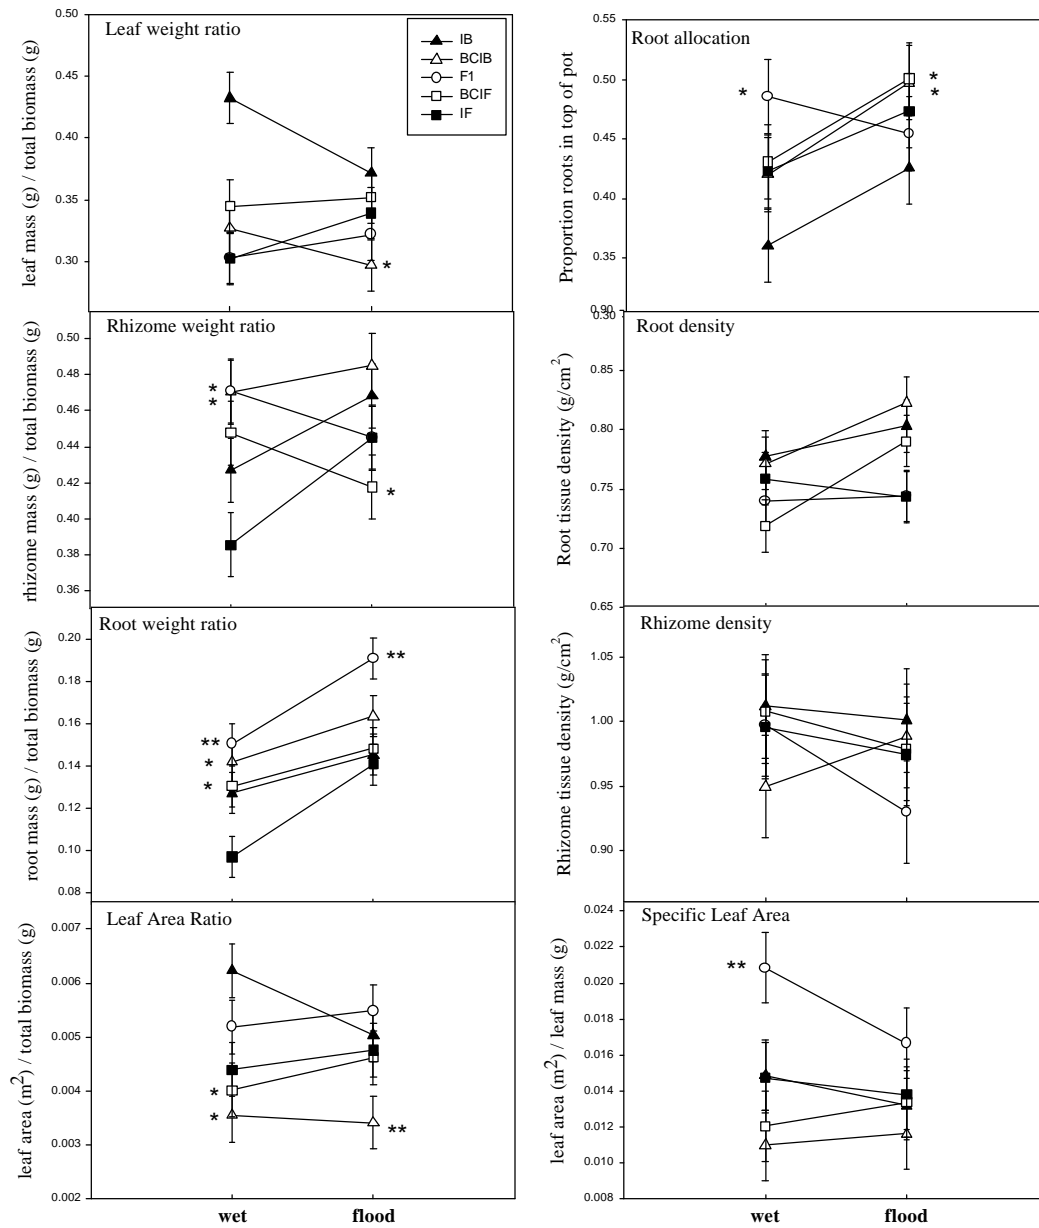 Leaf weight ratio
IB
BCIB
F1
BCIF
IF
0.50
0.45
0.40
0.35
0.30
leaf mass (g) / total biomass (g)
*
Root allocation
0.55
0.50
0.45
0.40
0.35
Proportion roots in top of pot
*
*
*
Rhizome weight ratio
0.50
0.48
0.46
0.44
0.42
0.40
0.38
0.36
rhizome mass (g) / total biomass (g)
*
*
*
Root density
0.90
0.30
0.85
0.80
0.75
0.70
0.65
Root tissue density (g/cm2)
Root weight ratio
0.20
0.18
0.16
0.14
0.12
0.10
0.08
root mass (g) / total biomass (g)
**
**
*
*
Rhizome density
1.05
1.00
0.95
0.90
Rhizome tissue density (g/cm2)
Leaf Area Ratio
0.007
0.006
0.005
0.004
0.003
0.002
leaf area (m2) / total biomass (g)
*
*
**
wet flood
Specific Leaf Area
0.024
0.022
0.020
0.018
0.016
0.014
0.012
0.010
0.008
leaf area (m2) / leaf mass (g)
**
wet flood